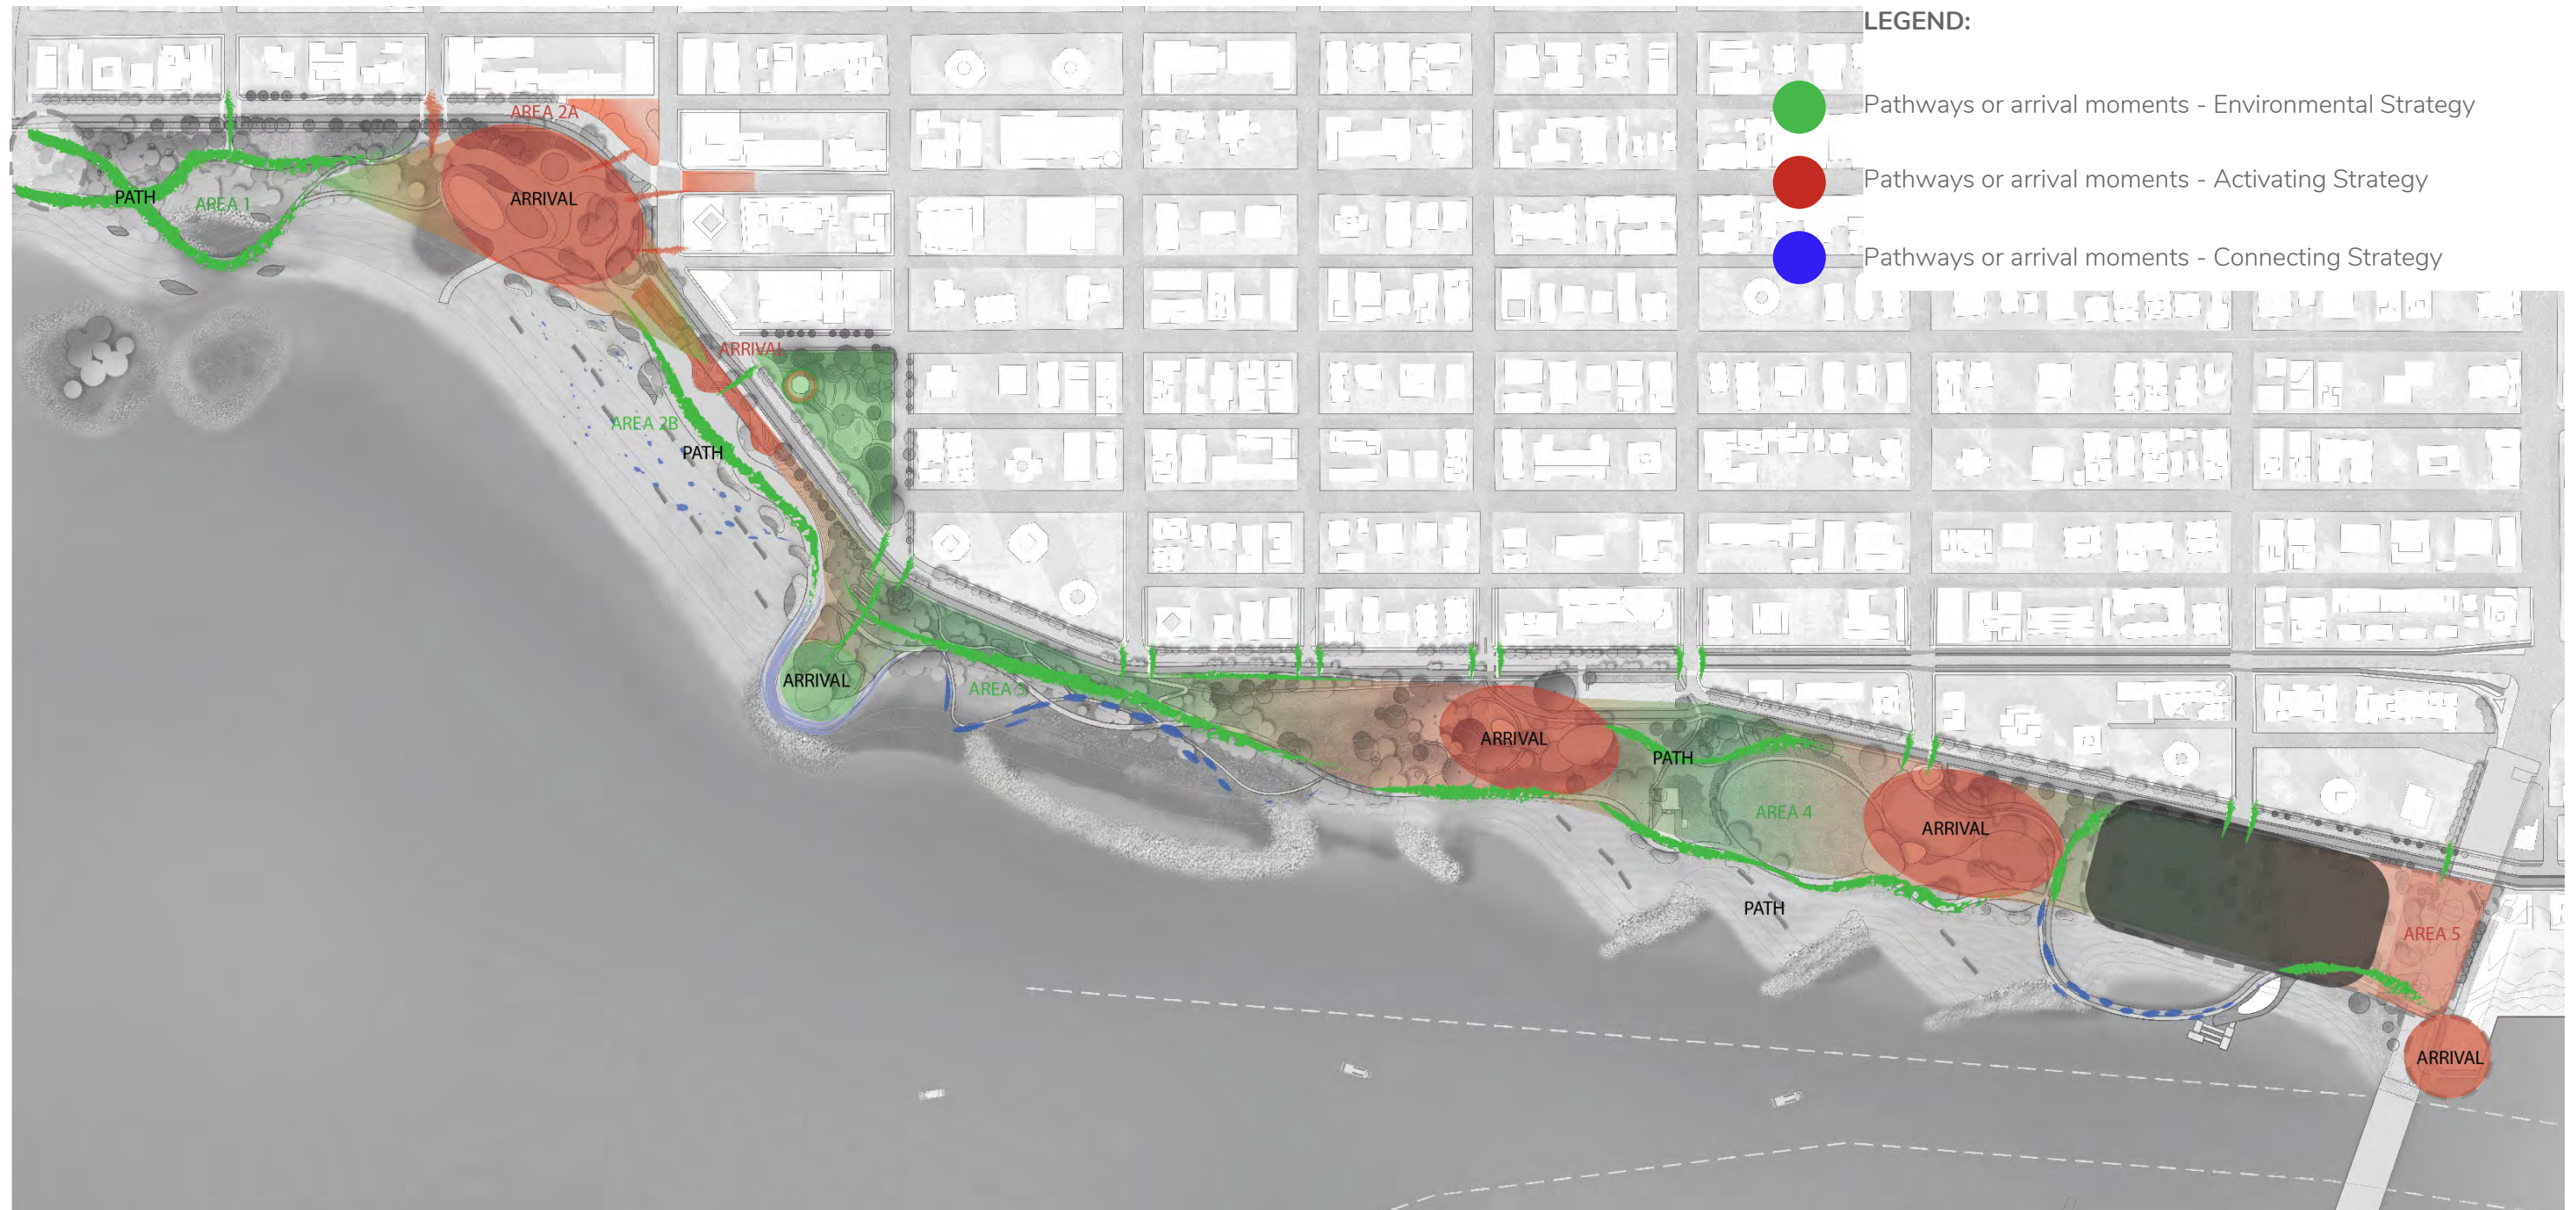 LEGEND:
Pathways or arrival moments - Environmental Strategy
Pathways or arrival moments - Activating Strategy
Pathways or arrival moments - Connecting Strategy
AREA 2A
PATH
AREA 1
ARRIVAL
ARRIVAL
AREA 2B
PATH
ARRIVAL
AREA 3
ARRIVAL
PATH
AREA 4
ARRIVAL
PATH
AREA 5
ARRIVAL